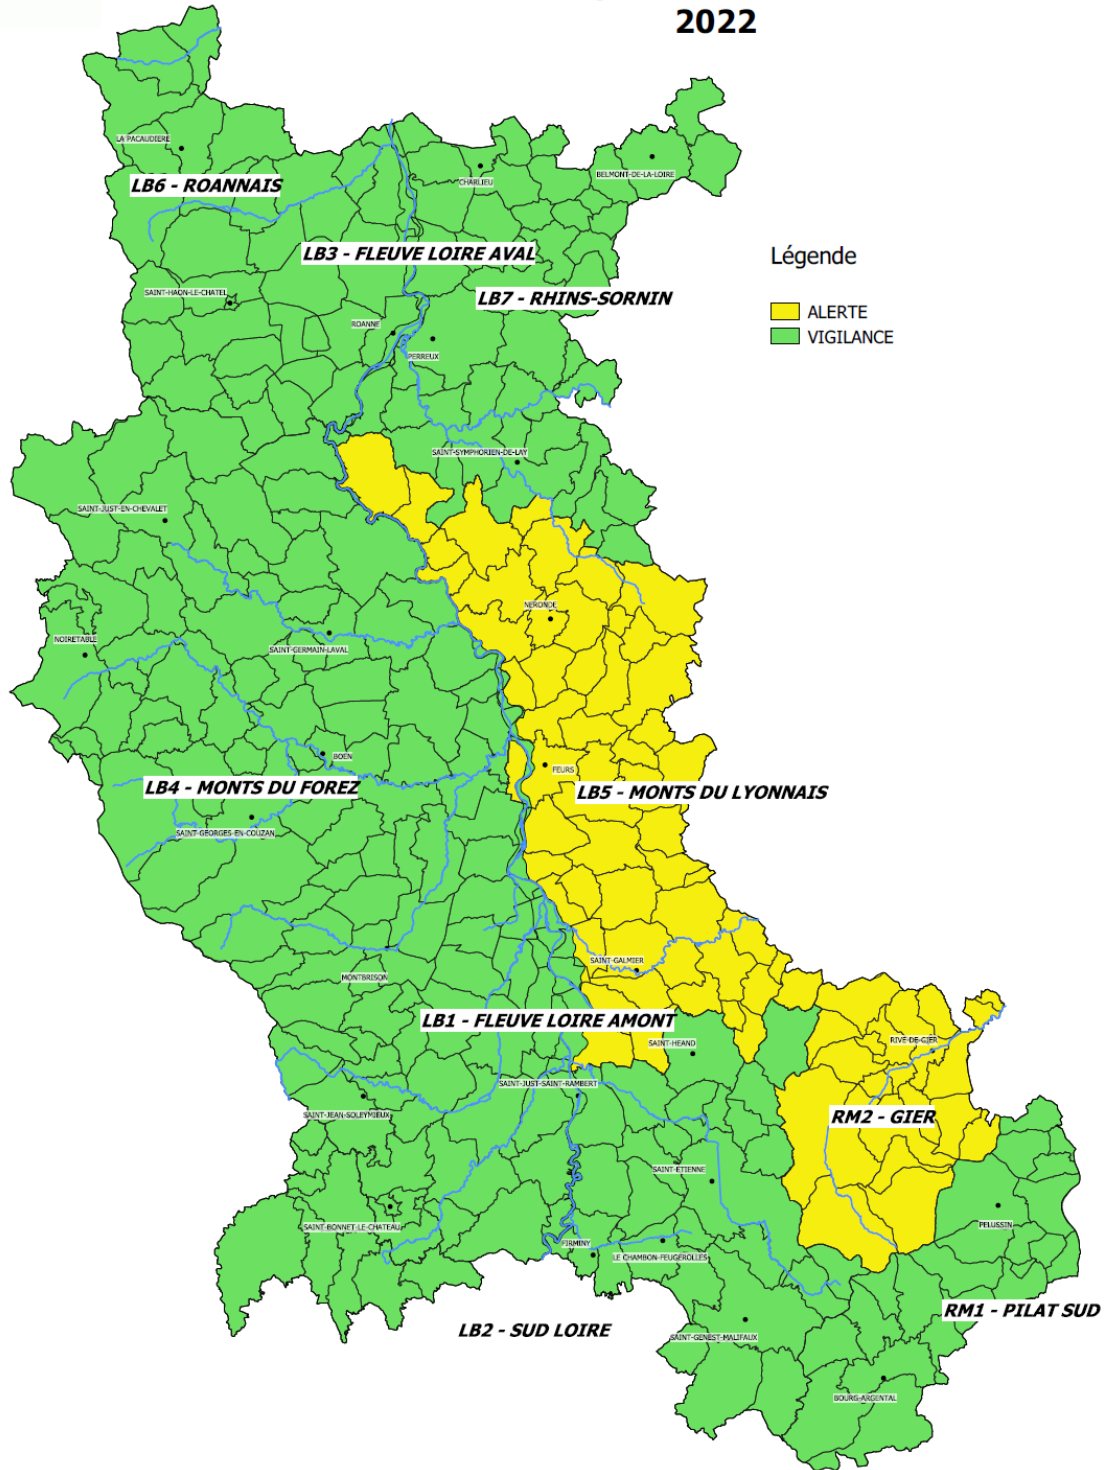 2022
LA PACAUDIERE
BELMONT-DE-LA-LOIRE
CHARLIEU
LB6 - ROANNAIS
LB3 - FLEUVE LOIRE AVAL
Légende
SAINT-HAON-LE-CHATEL
LB7 - RHINS-SORNIN
ALERTE
ROANNE
VIGILANCE
PERREUX
SAINT-SYMPHORIEN-DE-LAY
SAINT-JUST-EN-CHEVALET
NERONDE
NOIRETABLE
SAINT-GERMAIN-LAVAL
BOEN
FEURS
LB4 - MONTS DU FOREZ
LB5 - MONTS DU LYONNAIS
SAINT-GEORGES-EN-COUZAN
SAINT-GALMIER
MONTBRISON
LB1 - FLEUVE LOIRE AMONT
RIVE-DE-GIER
SAINT-HEAND
SAINT-JUST-SAINT-RAMBERT
SAINT-JEAN-SOLEYMIEUX
RM2 - GIER
SAINT-ETIENNE
SAINT-BONNET-LE-CHATEAU
PELUSSIN
FIRMINY
LE CHAMBON-FEUGEROLLES
RM1 - PILAT SUD
LB2 - SUD LOIRE
SAINT-GENEST-MALIFAUX
BOURG-ARGENTAL